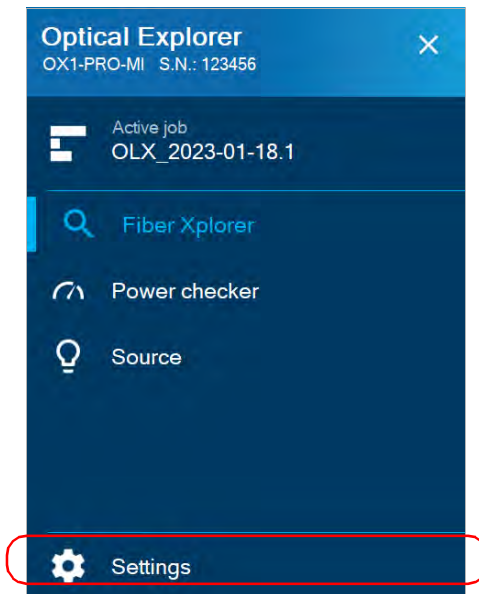 Optical Explorer
OX1-PRO-MI S.N.: 123456
Active job
OLX_2023-01-18.1
Fiber Xplorer
Power checker
Source
Settings